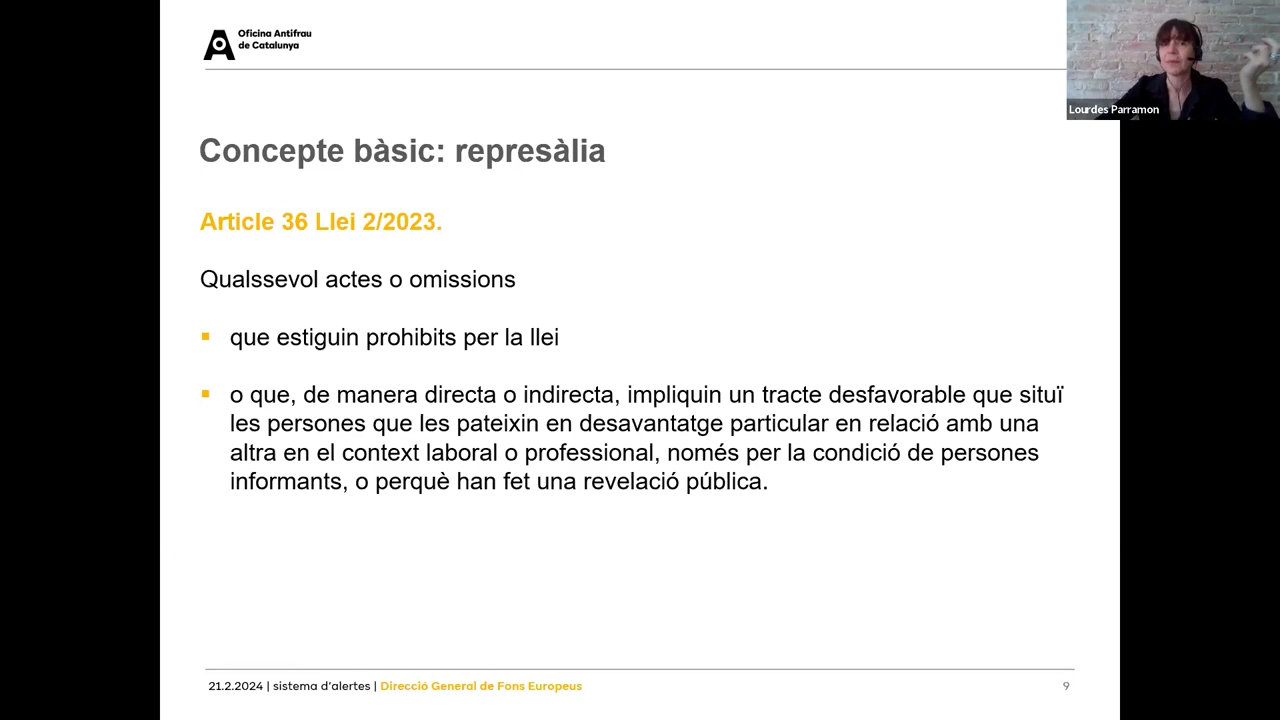 Oficina Antifrau
de Catalunya
Lourdes Parramon
Concepte bàsic: represàlia
Article 36 Llei 2/2023.
Qualssevol actes o omissions
que estiguin prohibits per la llei
o que, de manera directa o indirecta, impliquin un tracte desfavorable que situï
les persones que les pateixin en desavantatge particular en relació amb una
altra en el context laboral o professional, només per la condició de persones
informants, o perquè han fet una revelació pública.
21.2.2024 | sistema d'alertes | Direcció General de Fons Europeus
9